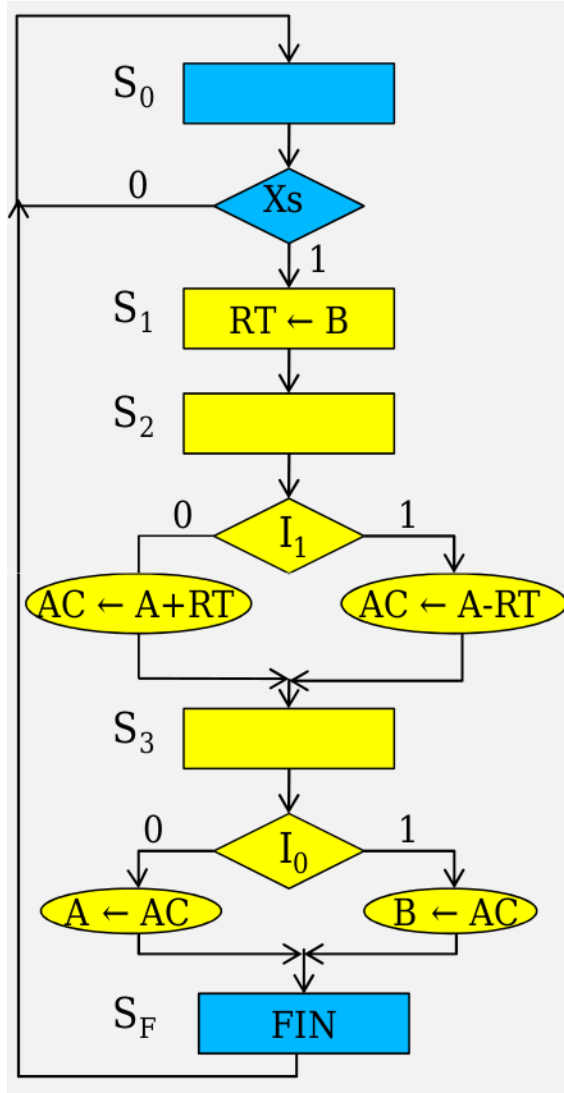 S₀
0
Xs
1
S₁
RT ← B
S₂
0
I₁
1
AC ← A+RT
AC ← A-RT
S₃
0
I₀
1
A ← AC
B ← AC
S_F
FIN